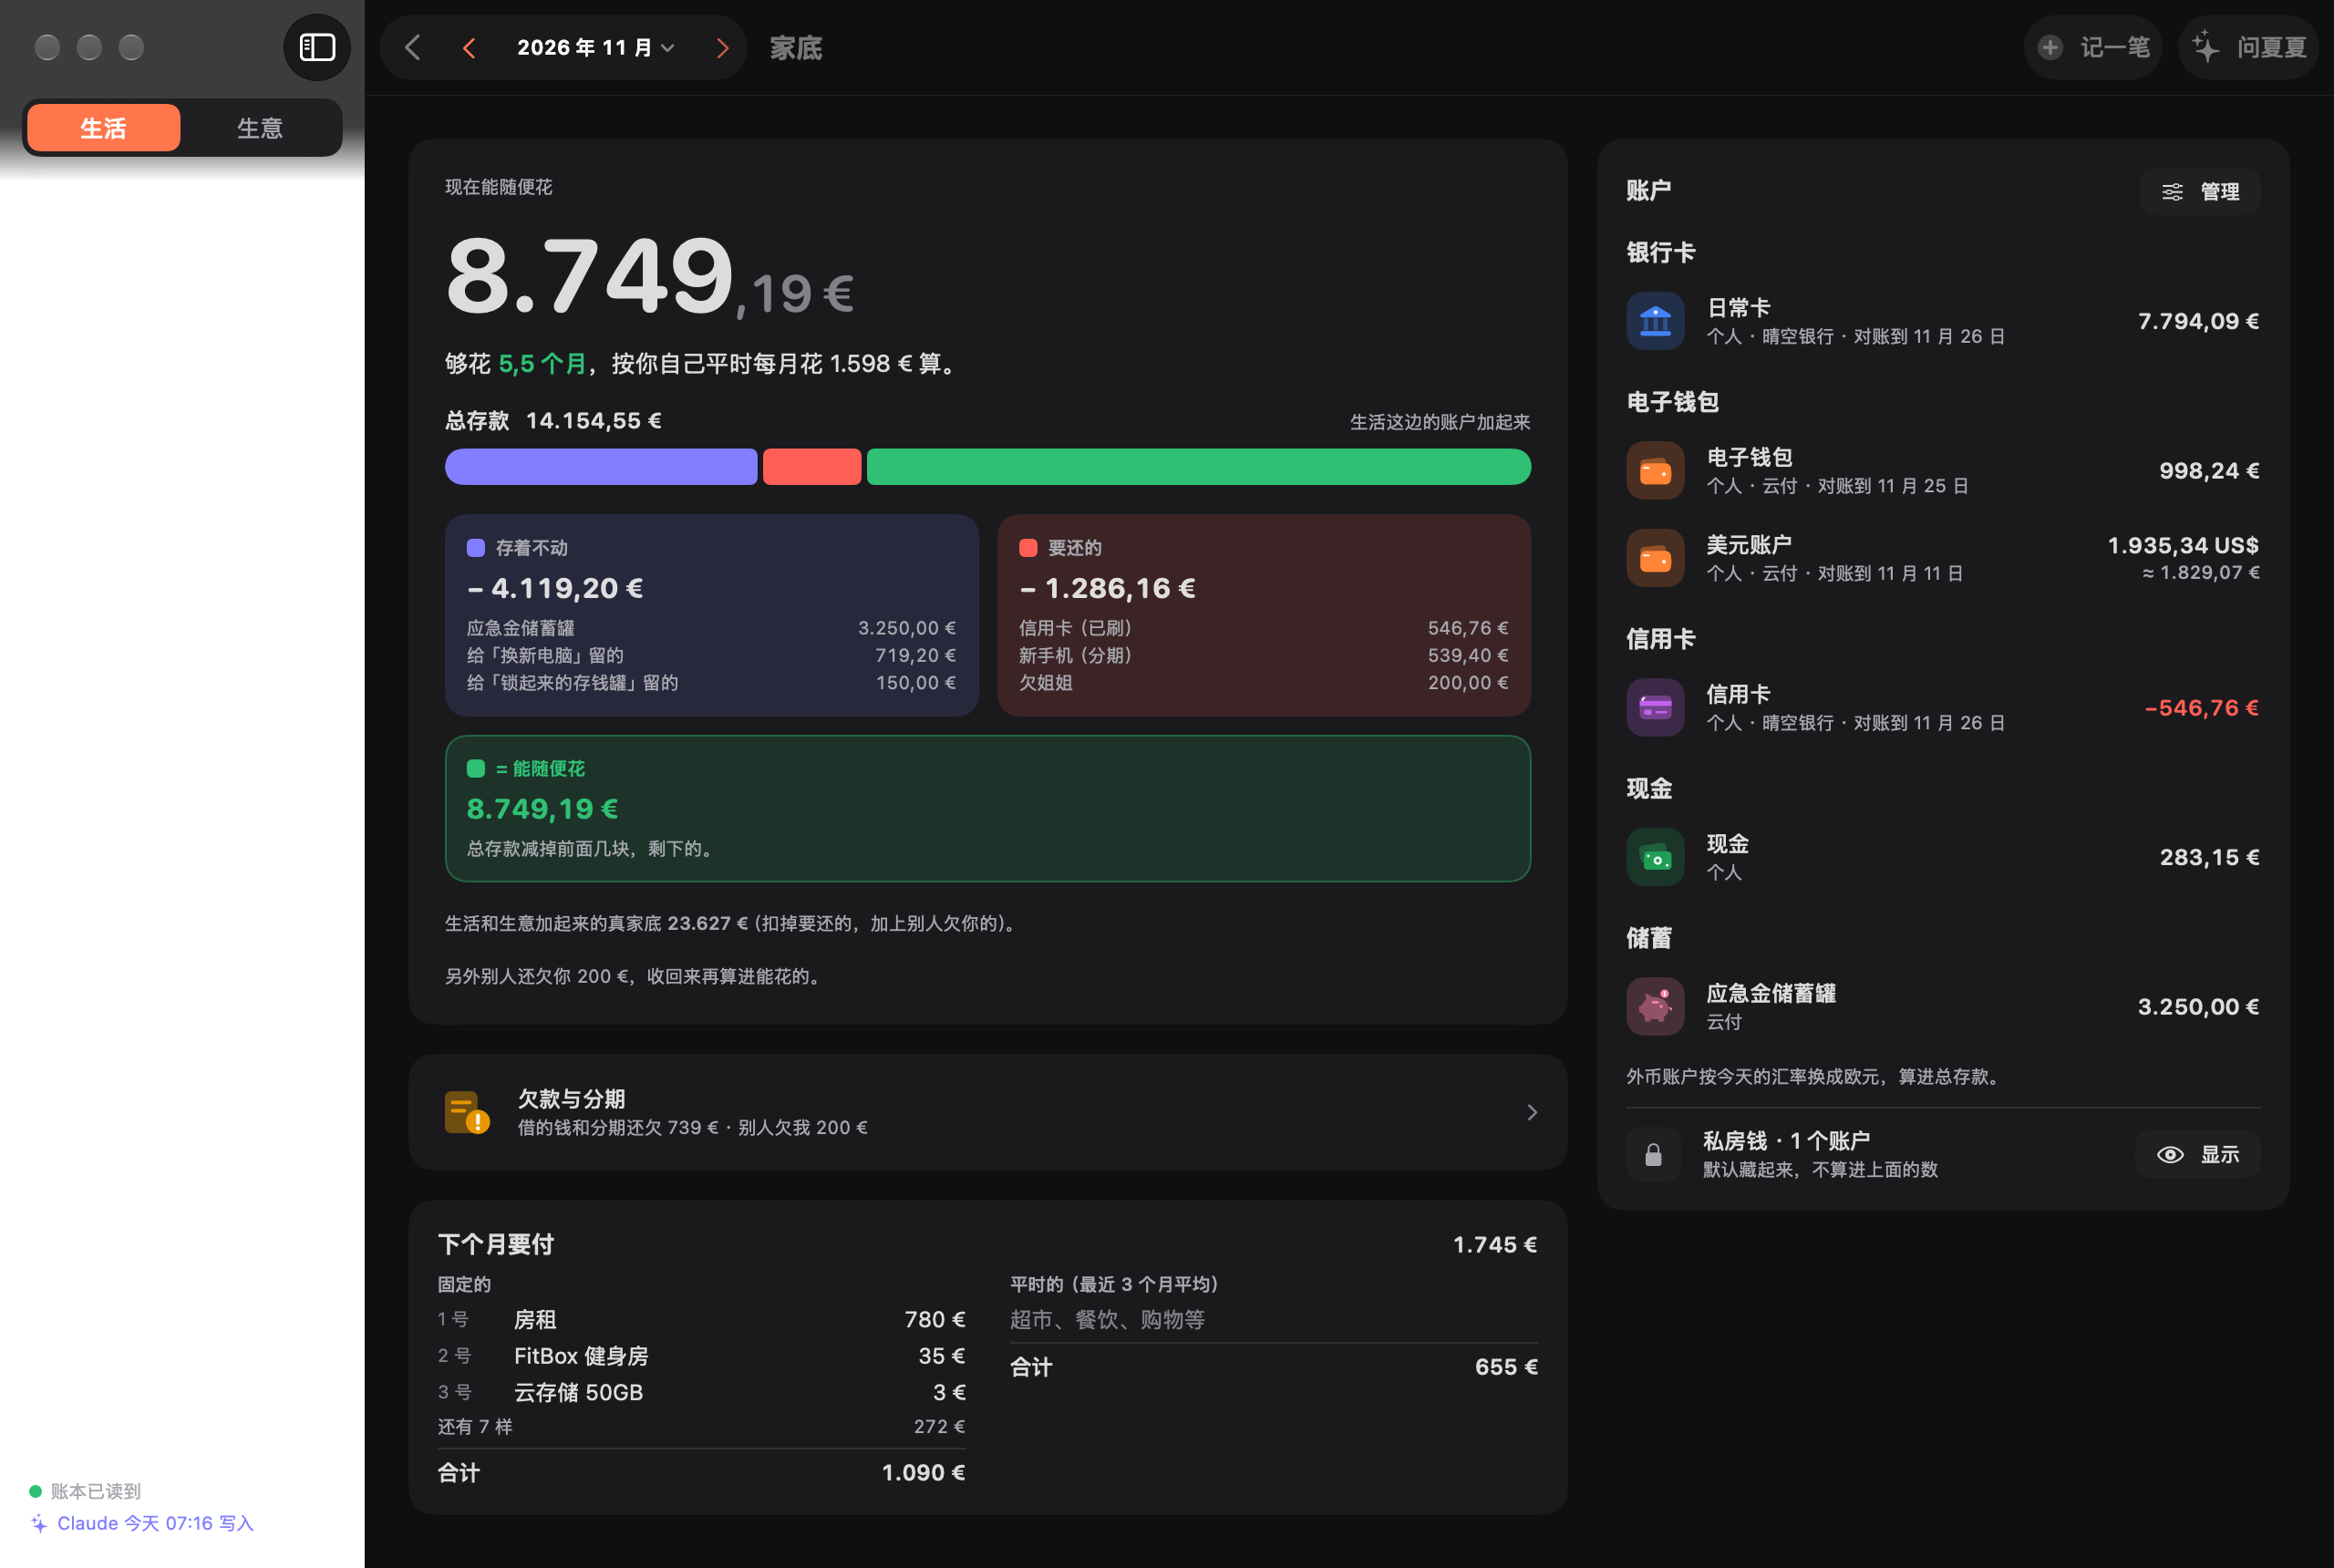 生活
生意
账本已读到
Claude 今天 07:16 写入
2026 年 11 月
家底
记一笔
问夏夏
现在能随便花
8.749,19 €
够花 5,5 个月，按你自己平时每月花 1.598 € 算。
总存款 14.154,55 €
生活这边的账户加起来
存着不动
– 4.119,20 €
应急金储蓄罐 3.250,00 €
给「换新电脑」留的 719,20 €
给「锁起来的存钱罐」留的 150,00 €
要还的
– 1.286,16 €
信用卡（已刷） 546,76 €
新手机（分期） 539,40 €
欠姐姐 200,00 €
= 能随便花
8.749,19 €
总存款减掉前面几块，剩下的。
生活和生意加起来的真家底 23.627 €（扣掉要还的，加上别人欠你的）。
另外别人还欠你 200 €，收回来再算进能花的。
欠款与分期
借的钱和分期还欠 739 € · 别人欠我 200 €
下个月要付 1.745 €
固定的
1 号 房租 780 €
2 号 FitBox 健身房 35 €
3 号 云存储 50GB 3 €
还有 7 样 272 €
合计 1.090 €
平时的（最近 3 个月平均）
超市、餐饮、购物等
合计 655 €
账户
管理
银行卡
日常卡
个人 · 晴空银行 · 对账到 11 月 26 日
7.794,09 €
电子钱包
电子钱包
个人 · 云付 · 对账到 11 月 25 日
998,24 €
美元账户
个人 · 云付 · 对账到 11 月 11 日
1.935,34 US$
≈ 1.829,07 €
信用卡
信用卡
个人 · 晴空银行 · 对账到 11 月 26 日
−546,76 €
现金
现金
个人
283,15 €
储蓄
应急金储蓄罐
云付
3.250,00 €
外币账户按今天的汇率换成欧元，算进总存款。
私房钱 · 1 个账户
默认藏起来，不算进上面的数
显示